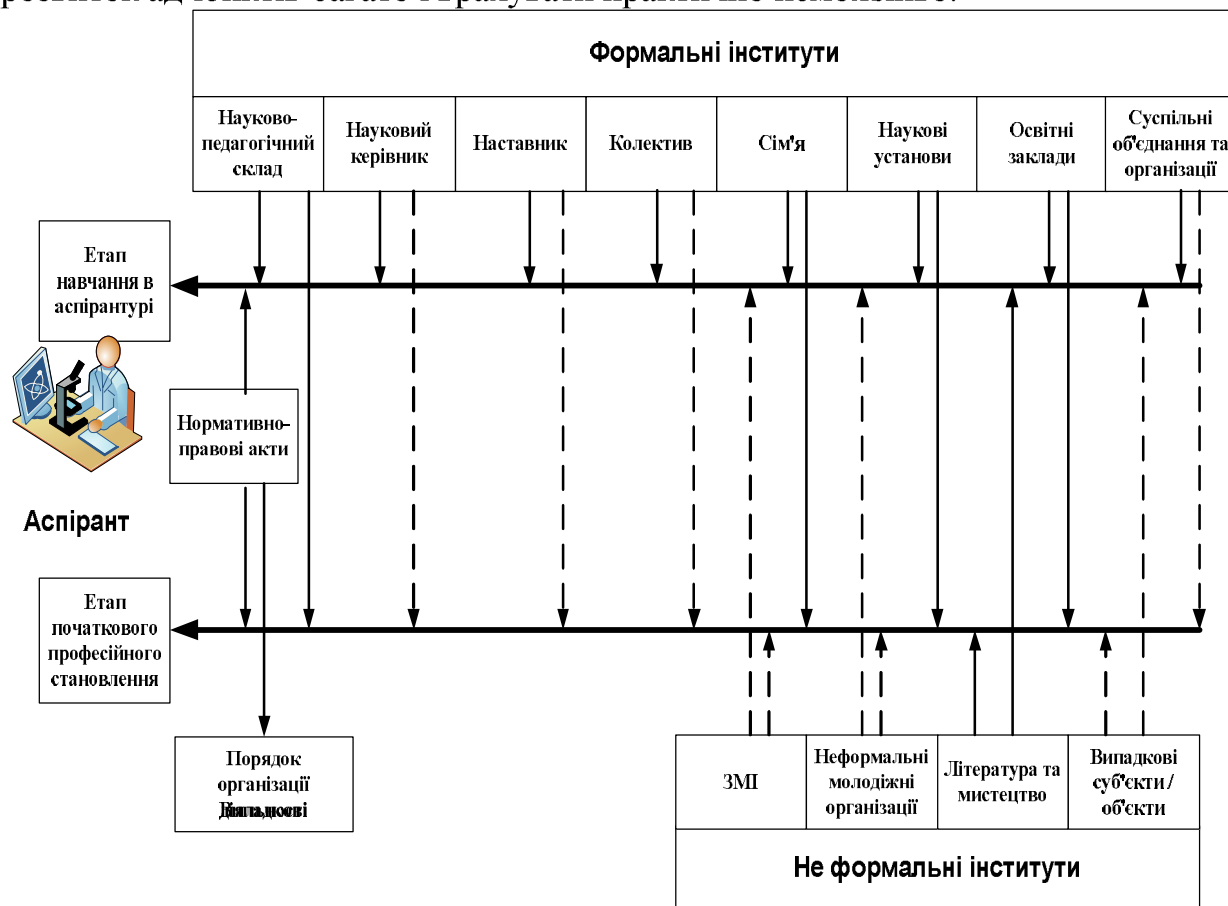 Формальні інститути
Науково–
педагогічний
склад
Науковий
керівник
Наставник
Колектив
Сім'я
Наукові
установи
Освітні
заклади
Суспільні
об'єднання та
організації
Етап
навчання в
аспірантурі
Нормативно–
правові акти
Аспірант
Етап
початкового
професійного
становлення
Порядок
організації
ЗМІ
Неформальні
молодіжні
організації
Література та
мистецтво
Випадкові
суб'єкти /
об'єкти
Не формальні інститути